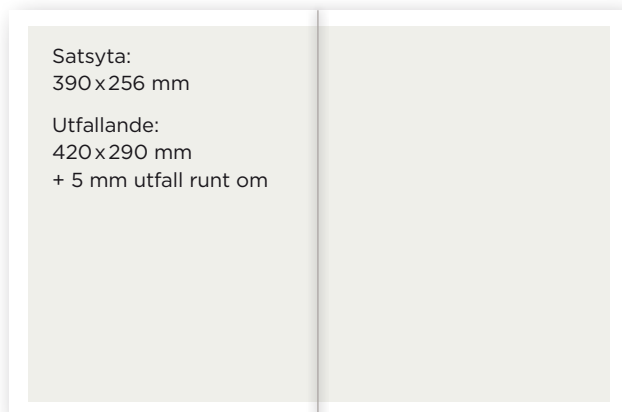 Satsyta:
390 x 256 mm
Utfallande:
420 x 290 mm
+ 5 mm utfall runt om